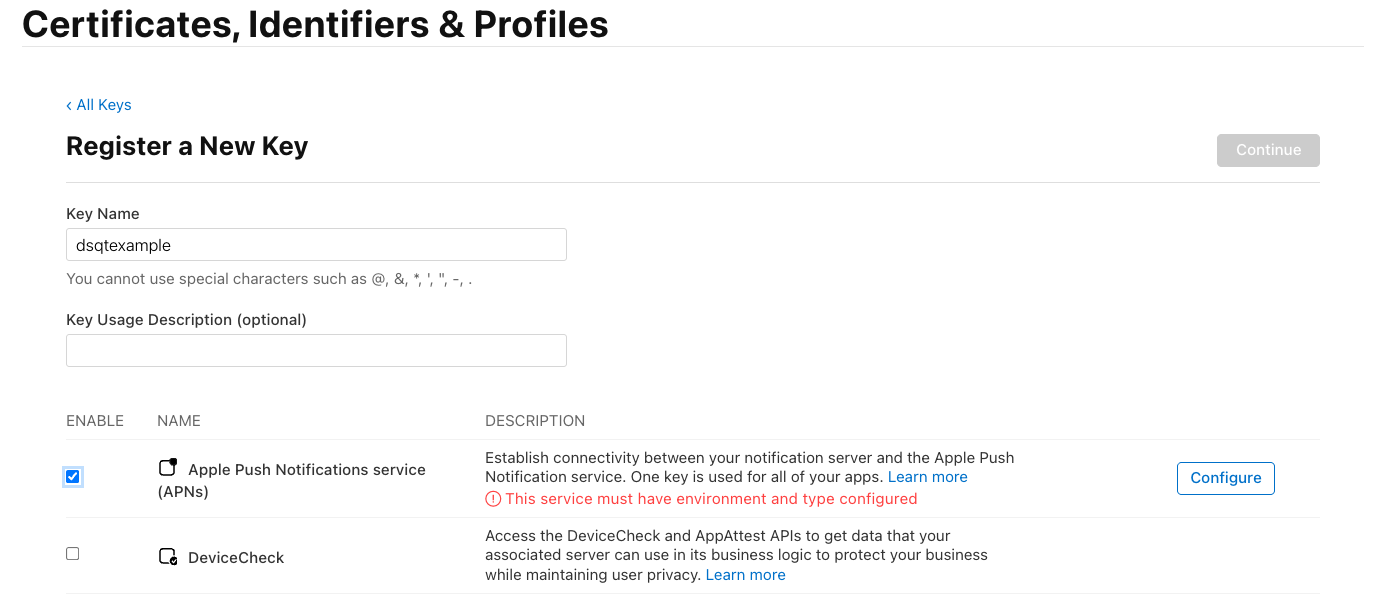 Certificates, Identifiers & Profiles
‹ All Keys
Register a New Key
Continue
Key Name
dsqtexample
You cannot use special characters such as @, &, *, ', ", -, .
Key Usage Description (optional)
ENABLE NAME DESCRIPTION
Apple Push Notifications service
(APNs)
Establish connectivity between your notification server and the Apple Push
Notification service. One key is used for all of your apps. Learn more
This service must have environment and type configured
Configure
DeviceCheck
Access the DeviceCheck and AppAttest APIs to get data that your
associated server can use in its business logic to protect your business
while maintaining user privacy. Learn more